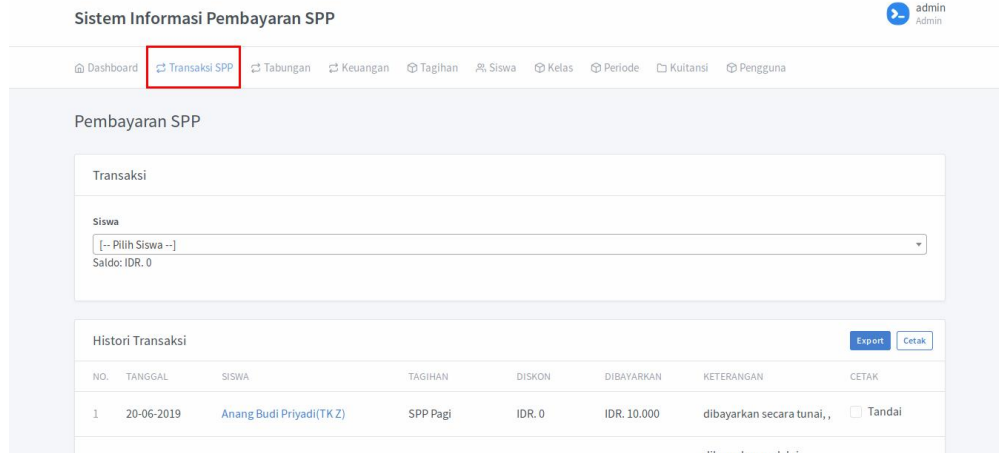 Sistem Informasi Pembayaran SPP
admin
Admin
Dashboard Transaksi SPP Tabungan Keuangan Tagihan Siswa Kelas Periode Kuitansi Pengguna
Pembayaran SPP
Transaksi
Siswa
[-- Pilih Siswa --]
Saldo: IDR. 0
Histori Transaksi
Export Cetak
NO. TANGGAL SISWA TAGIHAN DISKON DIBAYARKAN KETERANGAN CETAK
1 20-06-2019 Anang Budi Priyadi(TK Z) SPP Pagi IDR. 0 IDR. 10.000 dibayarkan secara tunai, , Tandai